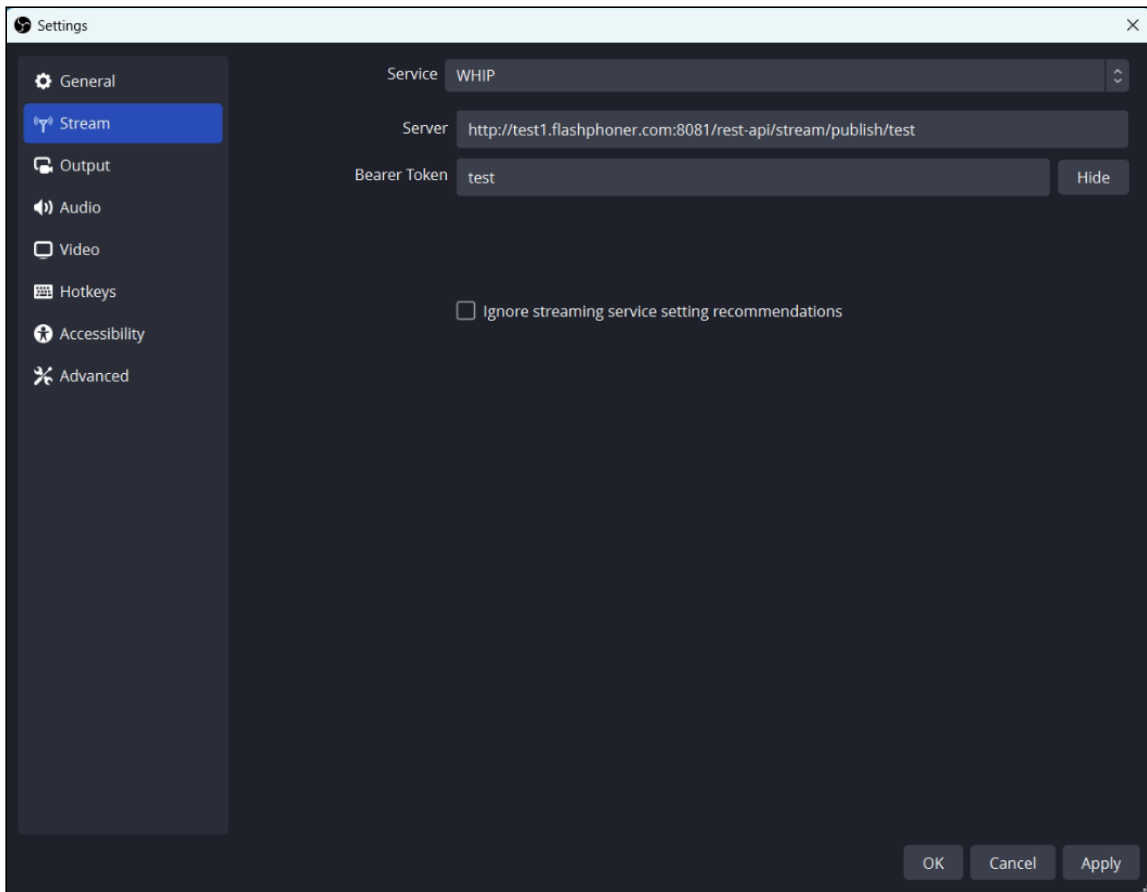 Settings
General
Stream
Output
Audio
Video
Hotkeys
Accessibility
Advanced
Service WHIP
Server http://test1.flashphoner.com:8081/rest-api/stream/publish/test
Bearer Token test Hide
Ignore streaming service setting recommendations
OK Cancel Apply